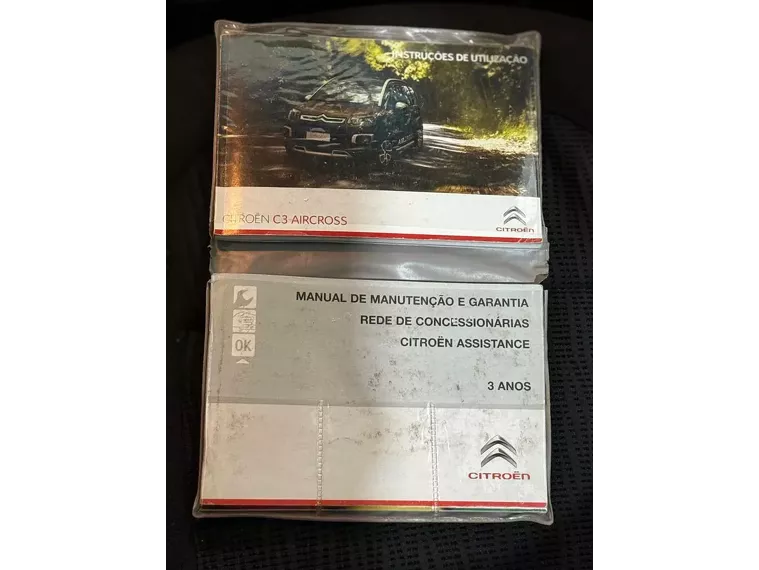 INSTRUÇÕES DE UTILIZAÇÃO
CITROËN C3 AIRCROSS
CITROËN
MANUAL DE MANUTENÇÃO E GARANTIA
REDE DE CONCESSIONÁRIAS
CITROËN ASSISTANCE
OK
3 ANOS
CITROËN